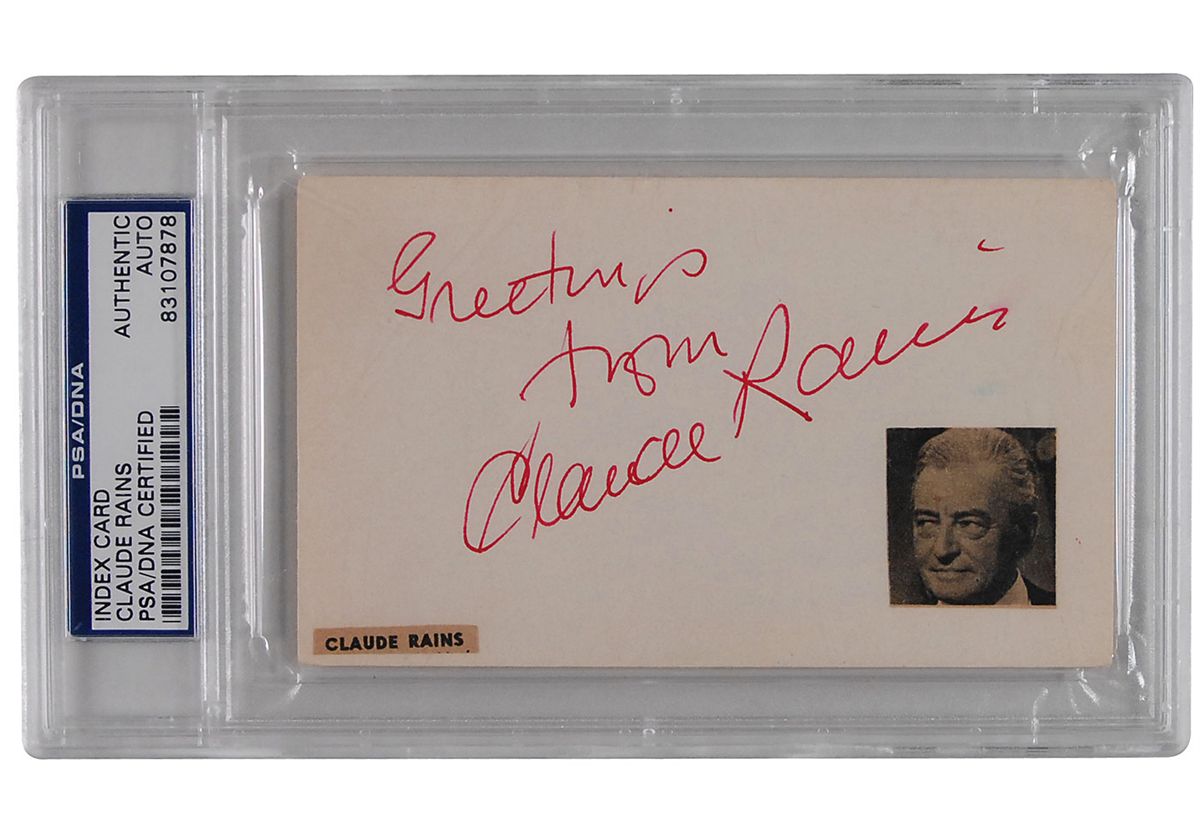 PSA/DNA
INDEX CARD
CLAUDE RAINS
PSA/DNA CERTIFIED
AUTHENTIC
AUTO
83107878
Greetings
from
Claude Rains
CLAUDE RAINS